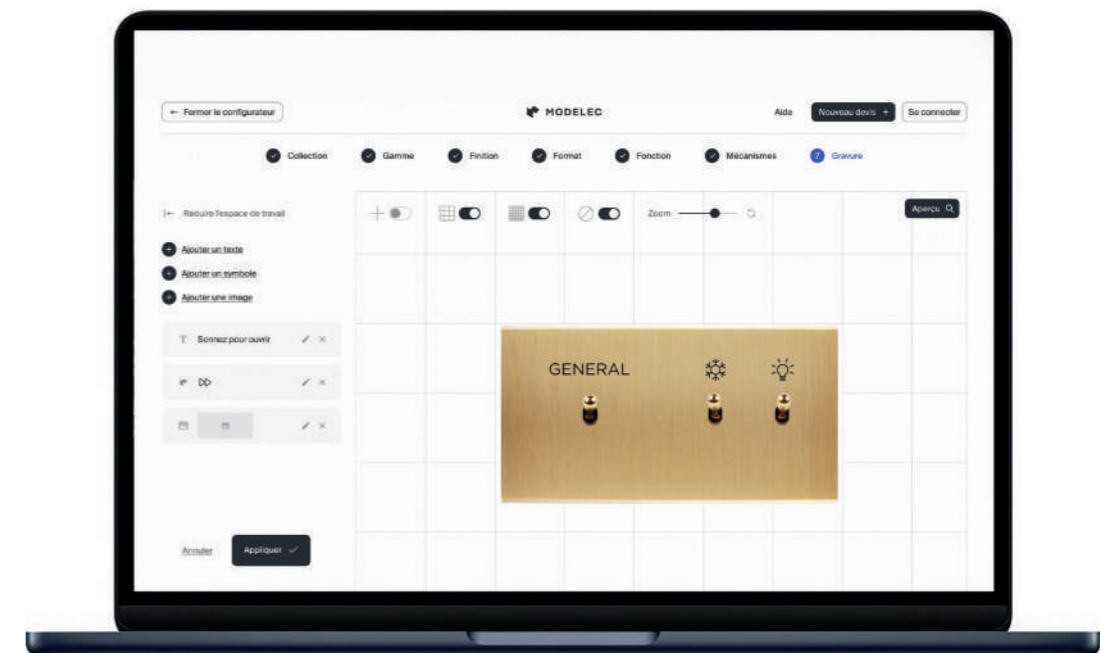 ← Fermer le configurateur
MODELEC
Aide
Nouveau devis +
Se connecter
Collection
Gamme
Finition
Format
Fonction
Mécanismes
7 Gravure
Réduire l'espace de travail
Zoom
Aperçu
Ajouter un texte
Ajouter un symbole
Ajouter une image
T Sonnez pour ouvrir
GENERAL
Annuler
Appliquer